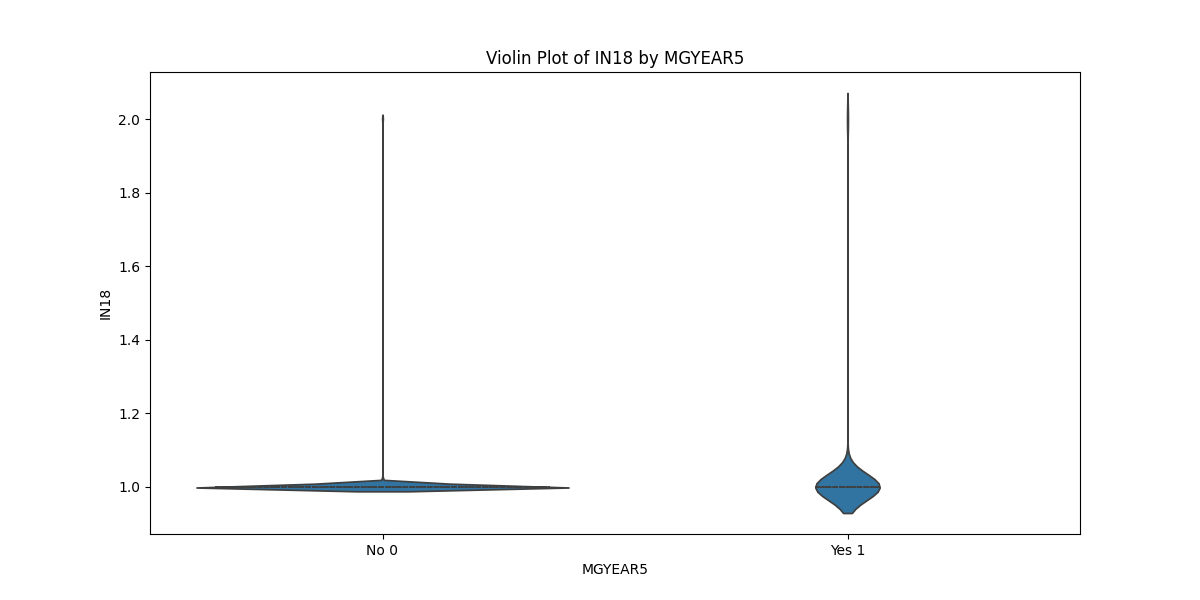 Violin Plot of IN18 by MGYEAR5
2.0
1.8
1.6
1.4
1.2
1.0
IN18
No 0
Yes 1
MGYEAR5